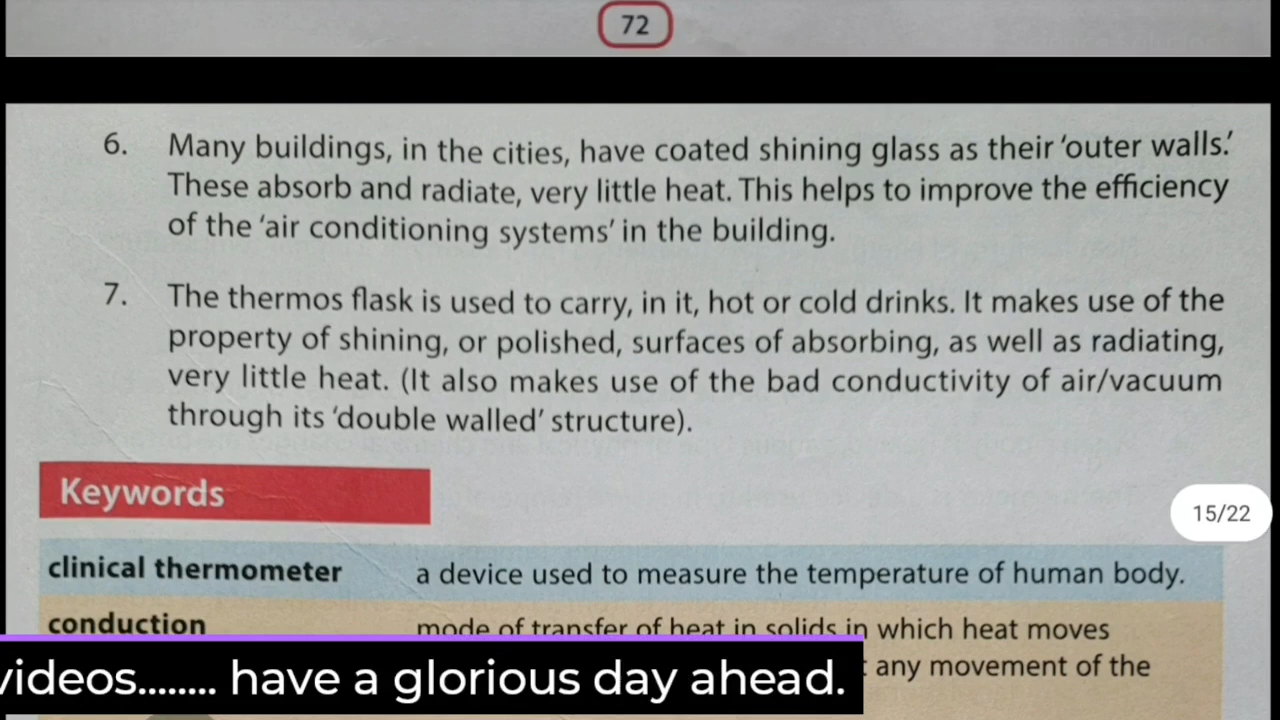 72
6. Many buildings, in the cities, have coated shining glass as their 'outer walls.'
These absorb and radiate, very little heat. This helps to improve the efficiency
of the 'air conditioning systems' in the building.
7. The thermos flask is used to carry, in it, hot or cold drinks. It makes use of the
property of shining, or polished, surfaces of absorbing, as well as radiating,
very little heat. (It also makes use of the bad conductivity of air/vacuum
through its 'double walled' structure).
Keywords
15/22
clinical thermometer a device used to measure the temperature of human body.
conduction mode of transfer of heat in solids in which heat moves
any movement of the
videos........ have a glorious day ahead.